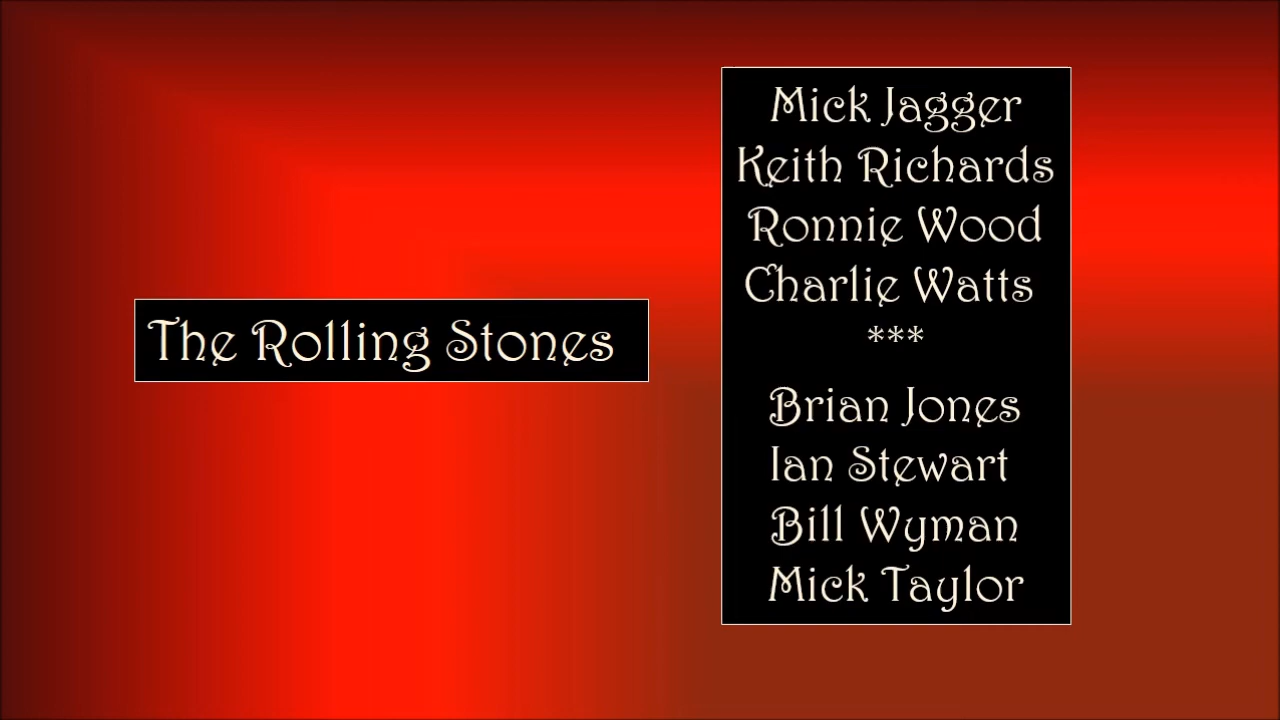 The Rolling Stones
Mick Jagger
Keith Richards
Ronnie Wood
Charlie Watts
***
Brian Jones
Ian Stewart
Bill Wyman
Mick Taylor